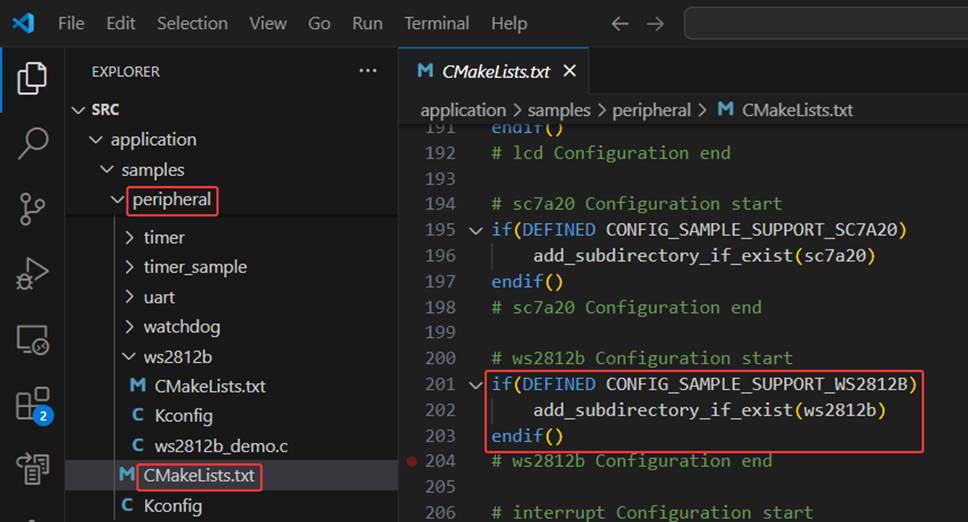 File Edit Selection View Go Run Terminal Help
EXPLORER
SRC
application
samples
peripheral
timer
timer_sample
uart
watchdog
ws2812b
CMakeLists.txt
Kconfig
ws2812b_demo.c
CMakeLists.txt
Kconfig
2
CMakeLists.txt
application > samples > peripheral > CMakeLists.txt
191 endif()
192 # lcd Configuration end
193
194 # sc7a20 Configuration start
195 if(DEFINED CONFIG_SAMPLE_SUPPORT_SC7A20)
196 add_subdirectory_if_exist(sc7a20)
197 endif()
198 # sc7a20 Configuration end
199
200 # ws2812b Configuration start
201 if(DEFINED CONFIG_SAMPLE_SUPPORT_WS2812B)
202 add_subdirectory_if_exist(ws2812b)
203 endif()
204 # ws2812b Configuration end
205
206 # interrupt Configuration start